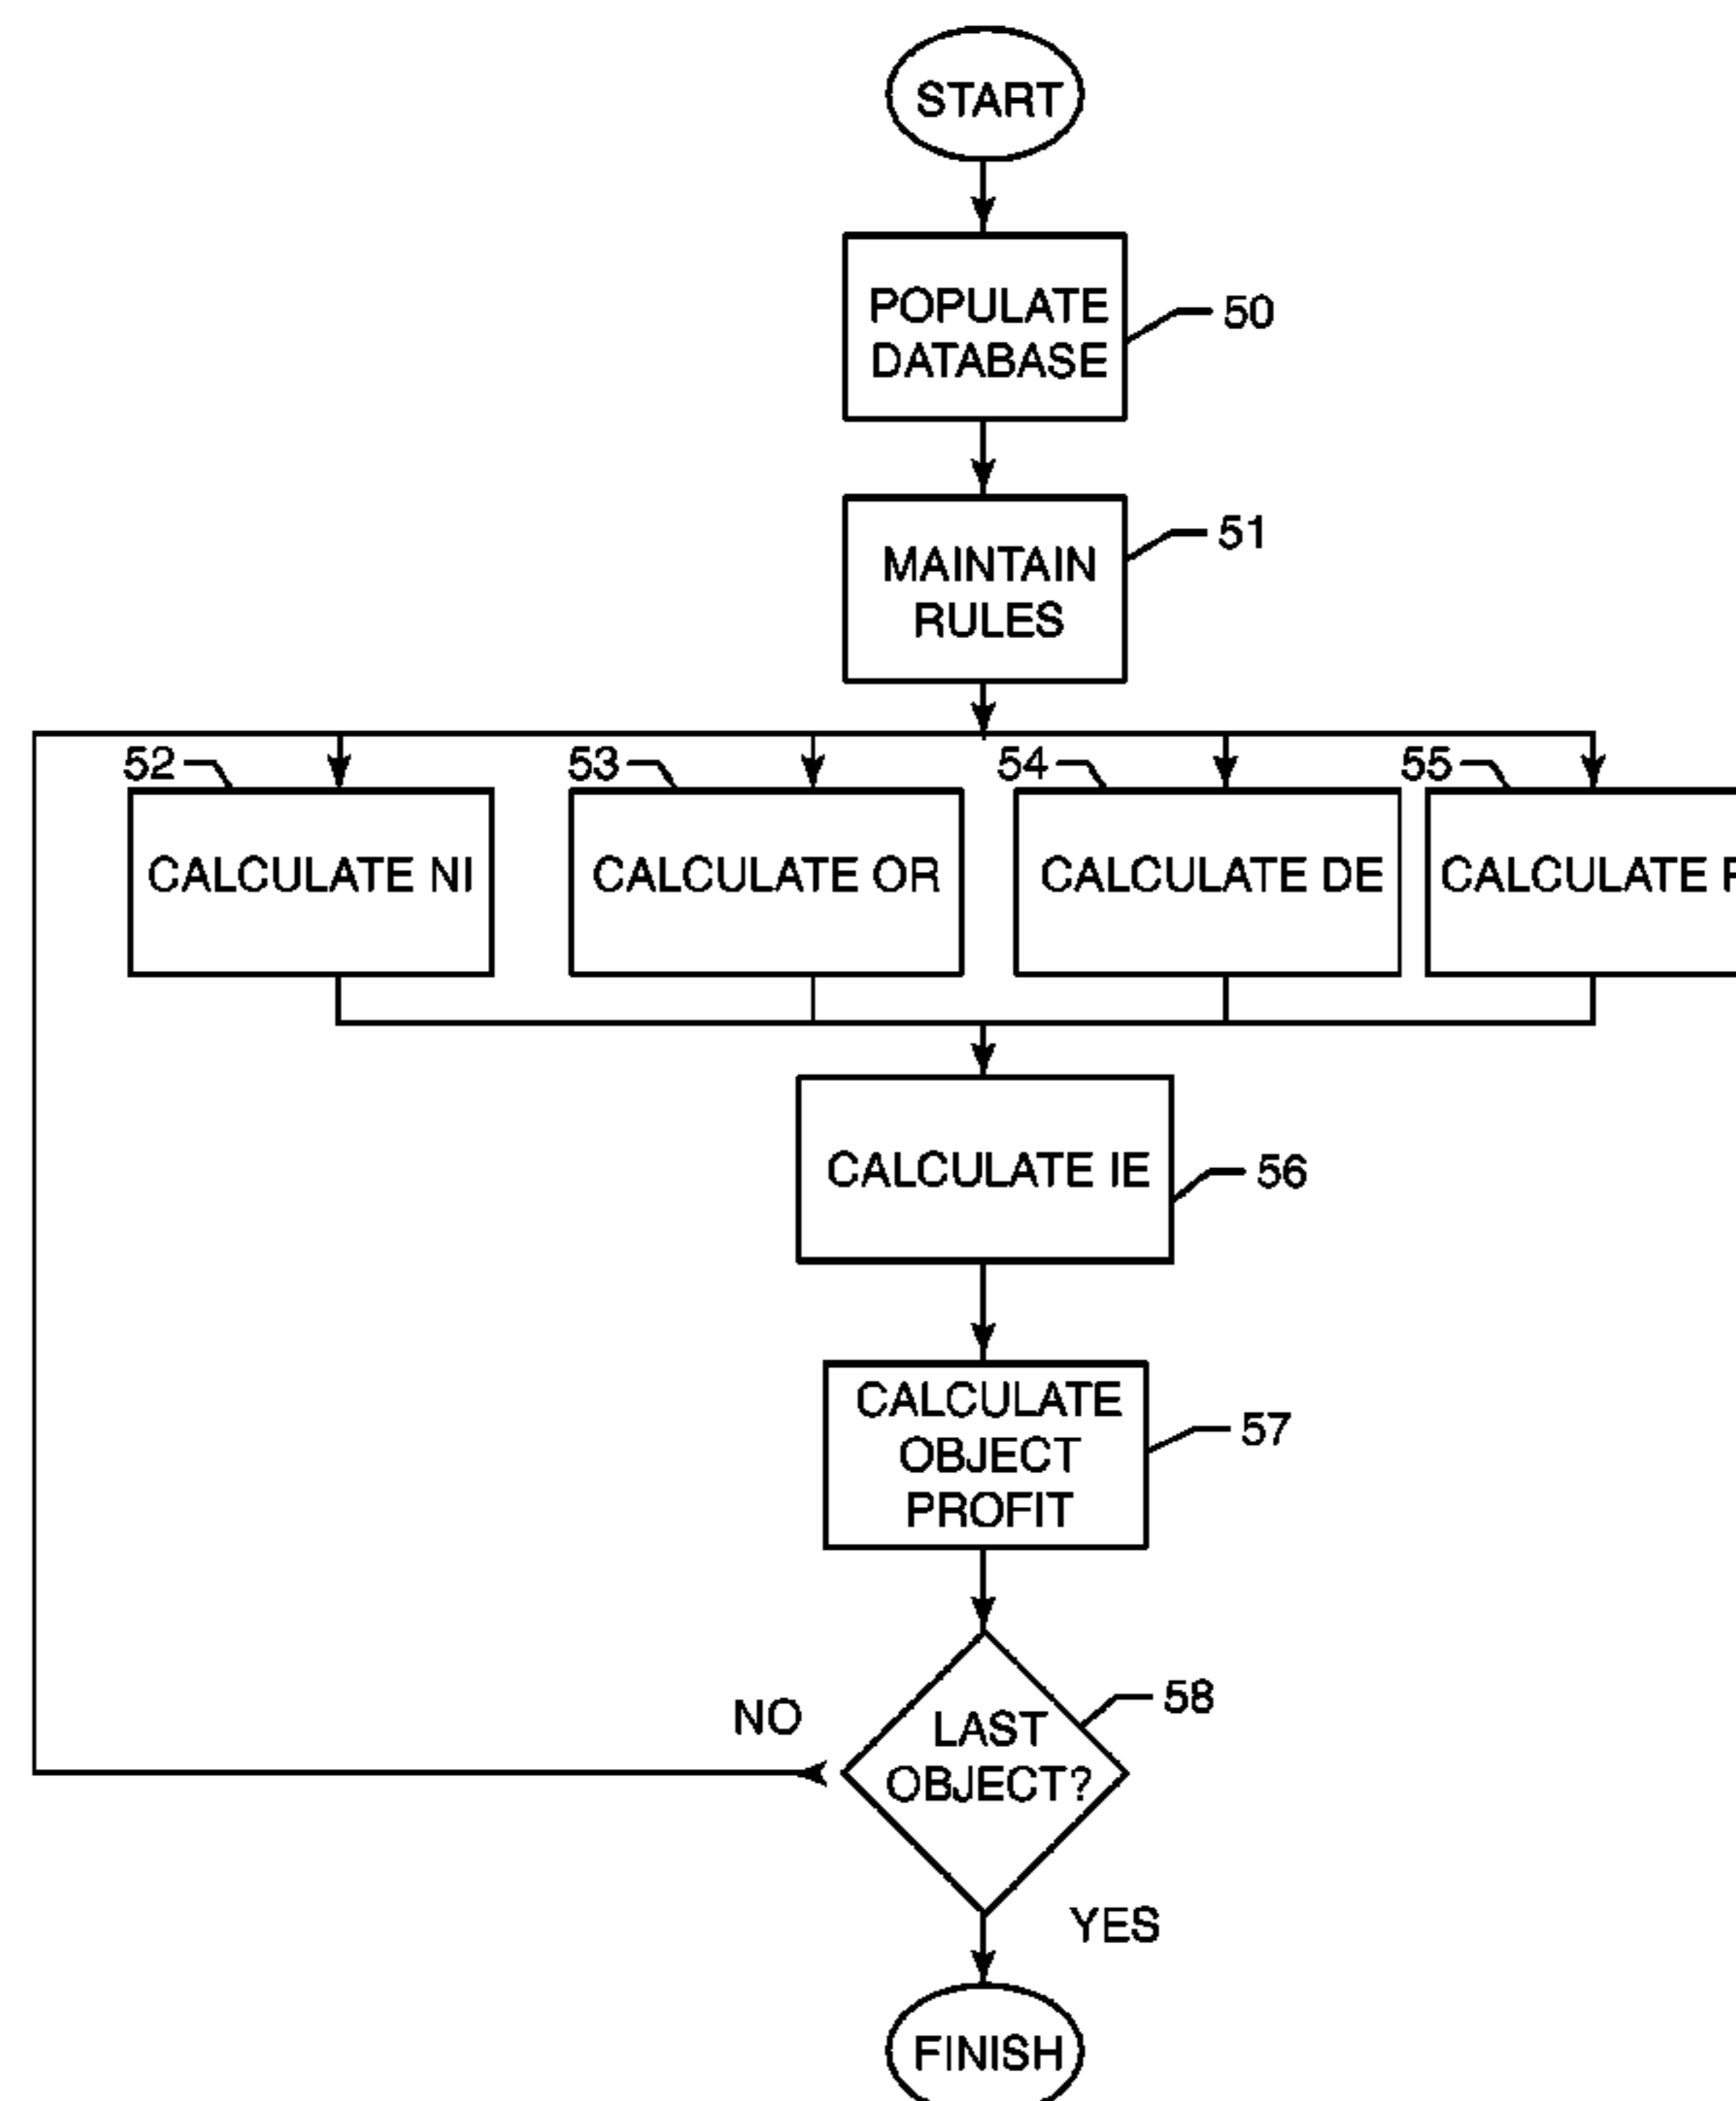 START
POPULATE
DATABASE
50
MAINTAIN
RULES
51
52
53
54
55
CALCULATE NI
CALCULATE OR
CALCULATE DE
CALCULATE
CALCULATE IE
56
CALCULATE
OBJECT
PROFIT
57
LAST
OBJECT?
58
NO
YES
FINISH